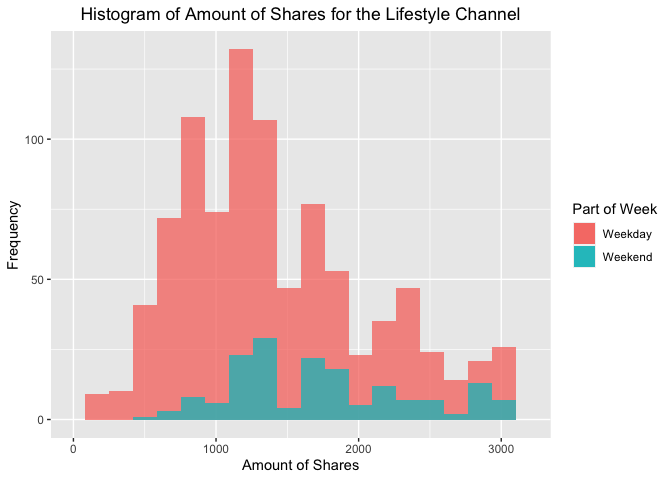 Histogram of Amount of Shares for the Lifestyle Channel
Frequency
100
50
0
0 1000 2000 3000
Amount of Shares
Part of Week
Weekday
Weekend